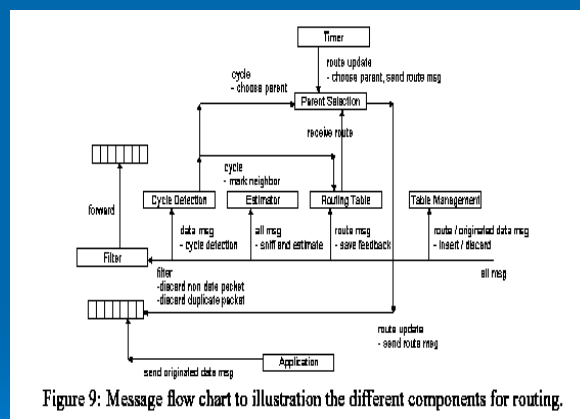 Timer
route update
- choose parent, send route msg
cycle
- choose parent
Parent Selection
receive route
cycle
- mark neighbor
Cycle Detection
Estimator
Routing Table
Table Management
forward
data msg
- cycle detection
all msg
- sniff and estimate
route msg
- save feedback
route / originated data msg
- insert / discard
Filter
filter
-discard non data packet
-discard duplicate packet
all msg
route update
- send route msg
Application
send originated data msg
Figure 9: Message flow chart to illustration the different components for routing.